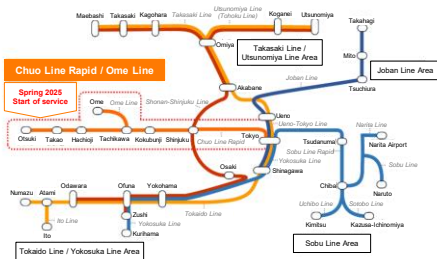 Maebashi
Takasaki
Kagohara
Takasaki Line
Utsunomiya Line
(Tohoku Line)
Koganei
Utsunomiya
Takahagi
Omiya
Takasaki Line /
Utsunomiya Line Area
Mito
Joban Line Area
Chuo Line Rapid / Ome Line
Joban Line
Tsuchiura
Spring 2025
Start of service
Akabane
Shonan-Shinjuku Line
Ome
Ome Line
Ueno
Ueno-Tokyo Line
Narita Line
Otsuki
Takao
Hachioji
Tachikawa
Kokubunji
Shinjuku
Chuo Line Rapid
Tokyo
Tsudanuma
Narita Airport
Sobu Line Rapid
Yokosuka Line
Sobu Line
Osaki
Shinagawa
Chiba
Naruto
Numazu
Atami
Odawara
Ofuna
Yokohama
Uchibo Line
Sotobo Line
Tokaido Line
Zushi
Ito Line
Yokosuka Line
Kimitsu
Kazusa-Ichinomiya
Ito
Kurihama
Tokaido Line / Yokosuka Line Area
Sobu Line Area